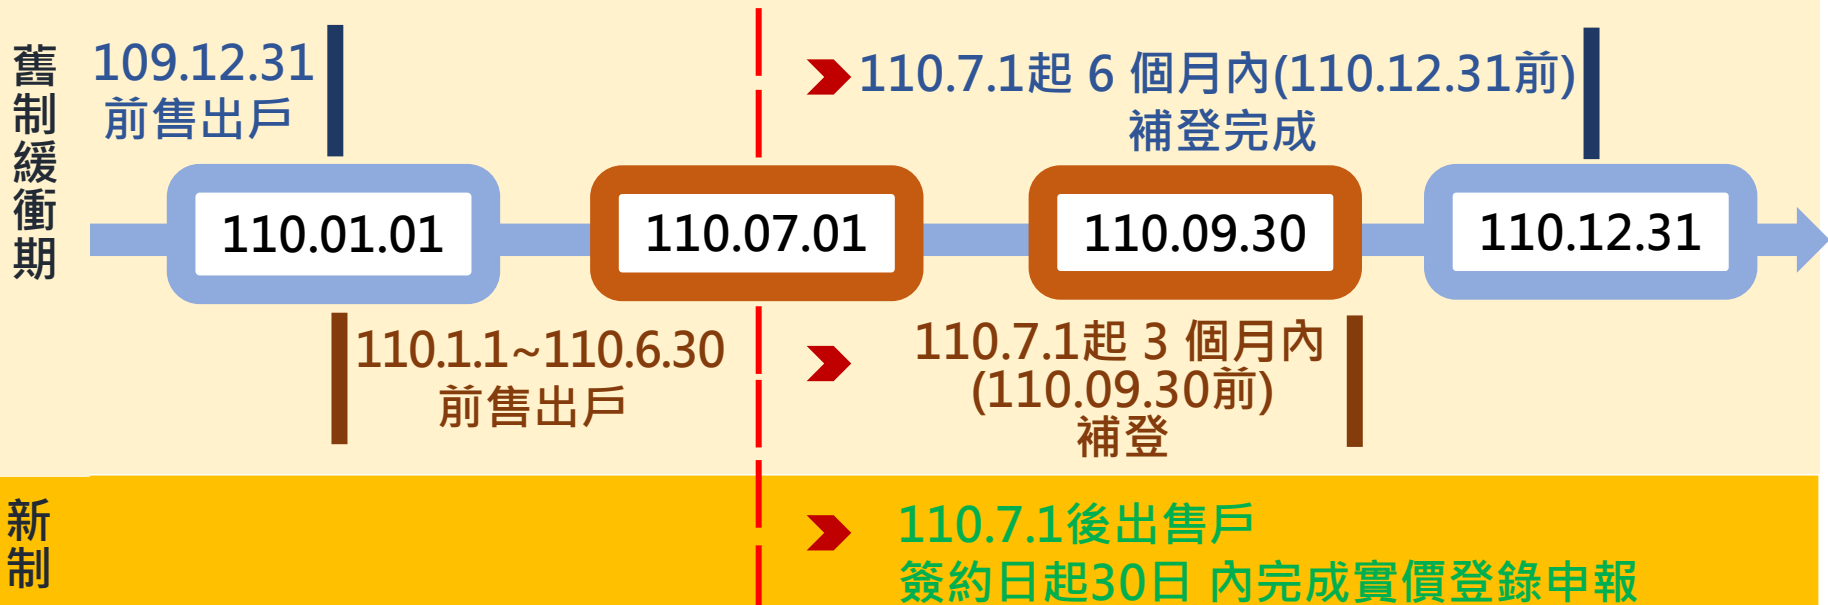 舊制緩衝期
109.12.31
前售出戶
110.7.1起 6 個月內(110.12.31前)
補登完成
110.01.01
110.07.01
110.09.30
110.12.31
110.1.1~110.6.30
前售出戶
110.7.1起 3 個月內
(110.09.30前)
補登
新制
110.7.1後出售戶
簽約日起30日 內完成實價登錄申報